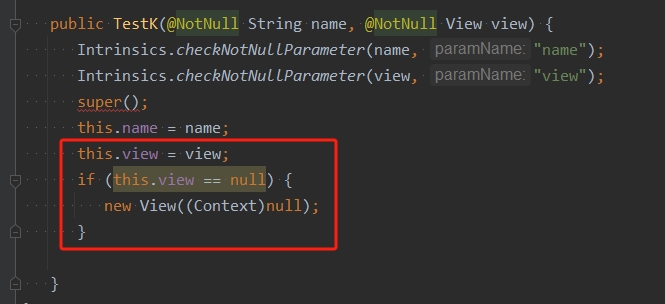 public TestK(@NotNull String name, @NotNull View view) {
Intrinsics.checkNotNullParameter(name, paramName: "name");
Intrinsics.checkNotNullParameter(view, paramName: "view");
super();
this.name = name;
this.view = view;
if (this.view == null) {
new View((Context)null);
}
}